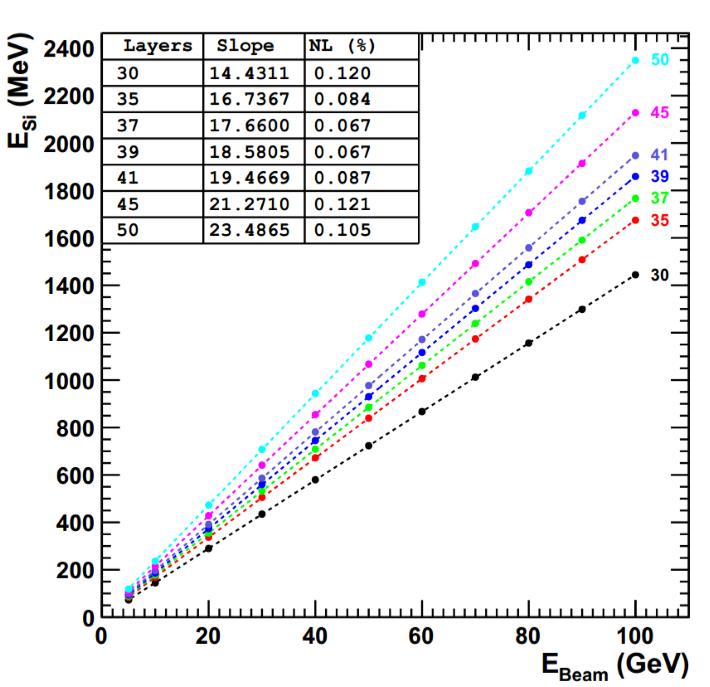 E_Si (MeV)
2400
2200
2000
1800
1600
1400
1200
1000
800
600
400
200
0
Layers Slope NL (%)
30 14.4311 0.120
35 16.7367 0.084
37 17.6600 0.067
39 18.5805 0.067
41 19.4669 0.087
45 21.2710 0.121
50 23.4865 0.105
50
45
41
39
37
35
30
0 20 40 60 80 100
E_Beam (GeV)